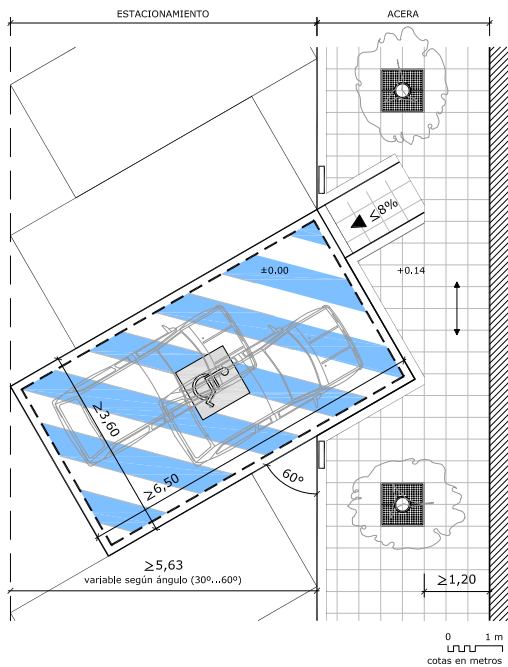 ESTACIONAMIENTO ACERA
≤8%
±0.00 +0.14
≥3,60
≥6,50
60º
≥5,63
variable según ángulo (30º...60º)
≥1,20
0 1 m
cotas en metros